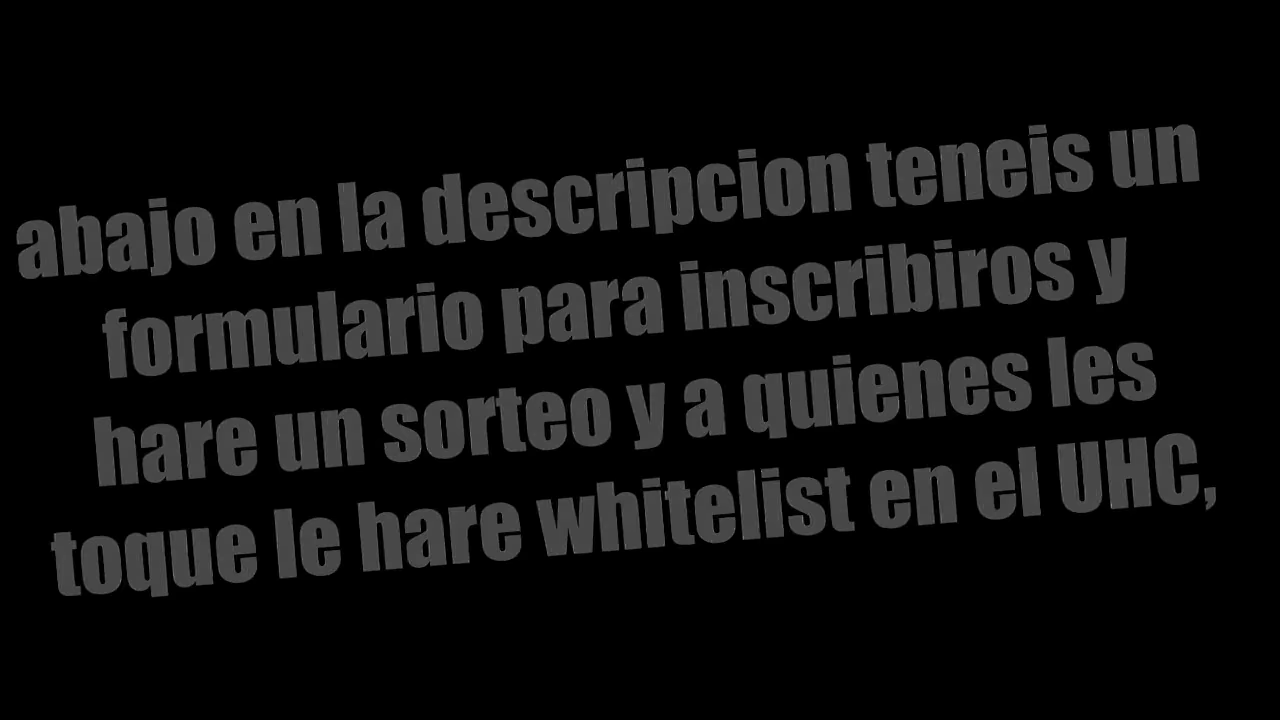 abajo en la descripcion teneis un
formulario para inscribiros y
hare un sorteo y a quienes les
toque le hare whitelist en el UHC,